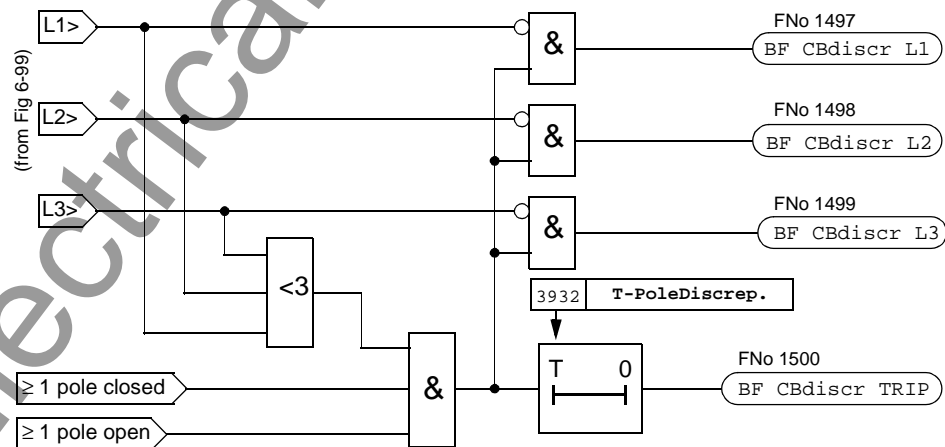 FNo 1497
L1>
&
BF CBdiscr L1
(from Fig 6-99)
FNo 1498
L2>
&
BF CBdiscr L2
FNo 1499
L3>
&
BF CBdiscr L3
<3
3932 T-PoleDiscrep.
≥ 1 pole closed
&
T 0
FNo 1500
BF CBdiscr TRIP
≥ 1 pole open